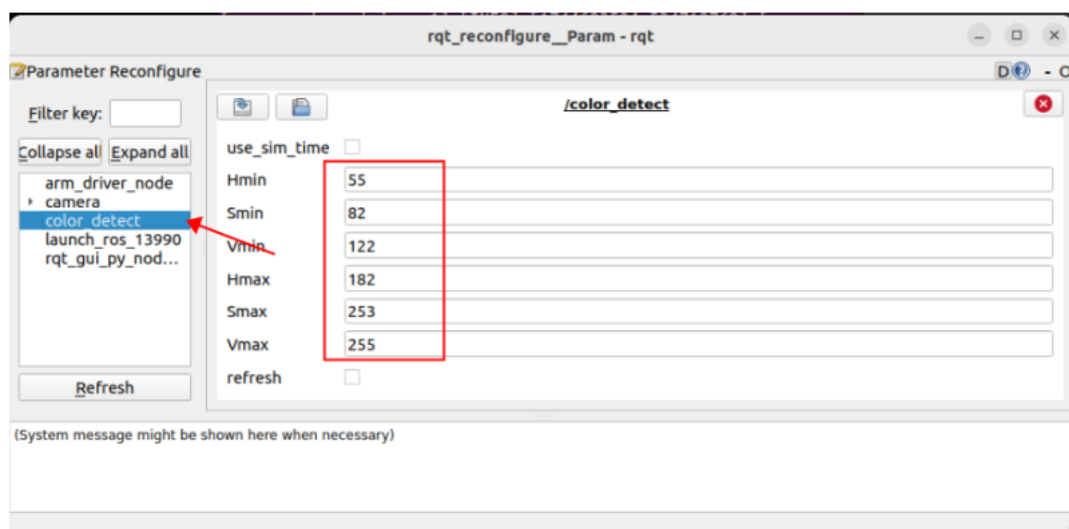 rqt_reconfigure__Param - rqt
Parameter Reconfigure
D - O
Filter key:
/color_detect
Collapse all Expand all
use_sim_time
arm_driver_node
camera
color_detect
launch_ros_13990
rqt_gui_py_nod...
Hmin 55
Smin 82
Vmin 122
Hmax 182
Smax 253
Vmax 255
refresh
Refresh
(System message might be shown here when necessary)